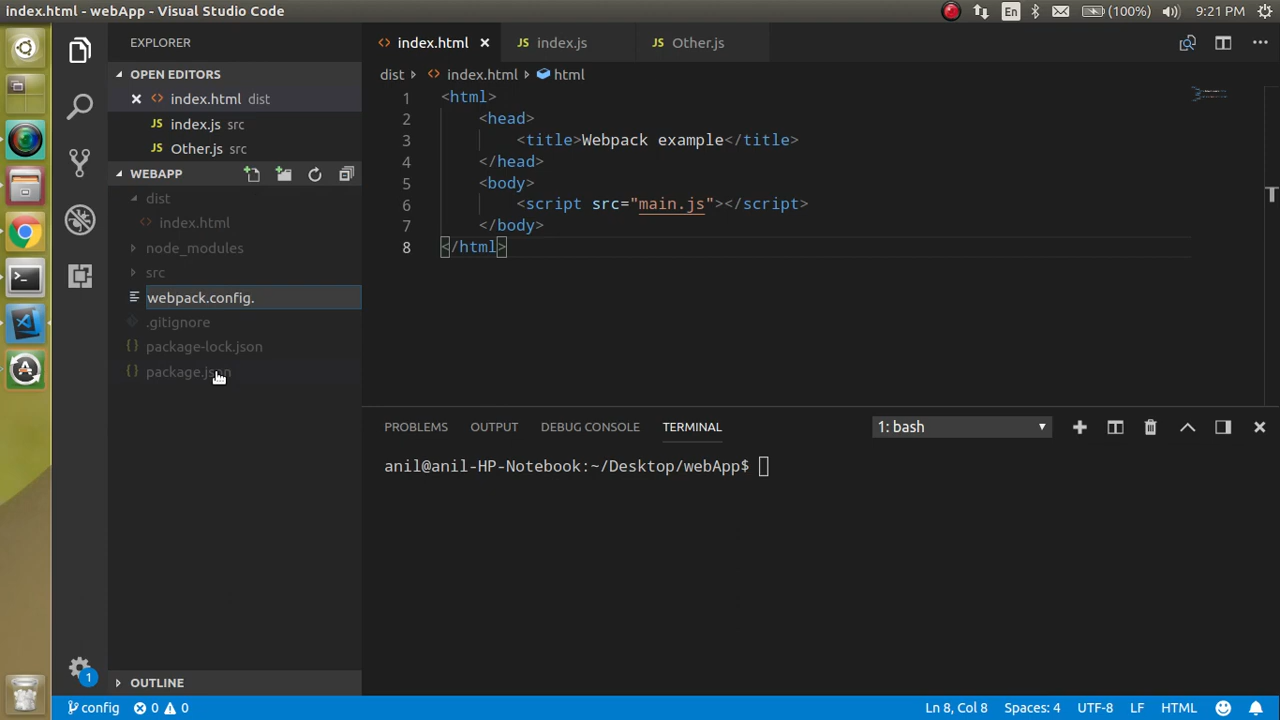 index.html - webApp - Visual Studio Code
En
(100%)
9:21 PM
EXPLORER
OPEN EDITORS
index.html dist
index.js src
Other.js src
WEBAPP
dist
index.html
node_modules
src
webpack.config.
.gitignore
package-lock.json
package.json
OUTLINE
index.html
index.js
Other.js
dist
index.html
html
1 <html>
2 <head>
3 <title>Webpack example</title>
4 </head>
5 <body>
6 <script src="main.js"></script>
7 </body>
8 </html>
PROBLEMS
OUTPUT
DEBUG CONSOLE
TERMINAL
1: bash
anil@anil-HP-Notebook:~/Desktop/webApp$
1
config
0
0
Ln 8, Col 8
Spaces: 4
UTF-8
LF
HTML